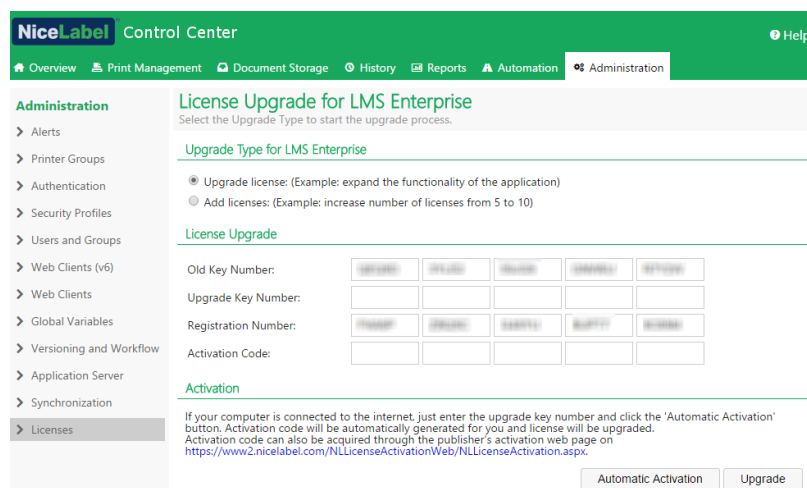 NiceLabel Control Center
Help
Overview Print Management Document Storage History Reports Automation Administration
Administration
Alerts
Printer Groups
Authentication
Security Profiles
Users and Groups
Web Clients (v6)
Web Clients
Global Variables
Versioning and Workflow
Application Server
Synchronization
Licenses
License Upgrade for LMS Enterprise
Select the Upgrade Type to start the upgrade process.
Upgrade Type for LMS Enterprise
Upgrade license: (Example: expand the functionality of the application)
Add licenses: (Example: increase number of licenses from 5 to 10)
License Upgrade
Old Key Number:
Upgrade Key Number:
Registration Number:
Activation Code:
Activation
If your computer is connected to the internet, just enter the upgrade key number and click the 'Automatic Activation'
button. Activation code will be automatically generated for you and license will be upgraded.
Activation code can also be acquired through the publisher's activation web page on
https://www2.nicelabel.com/NLLicenseActivationWeb/NLLicenseActivation.aspx.
Automatic Activation Upgrade